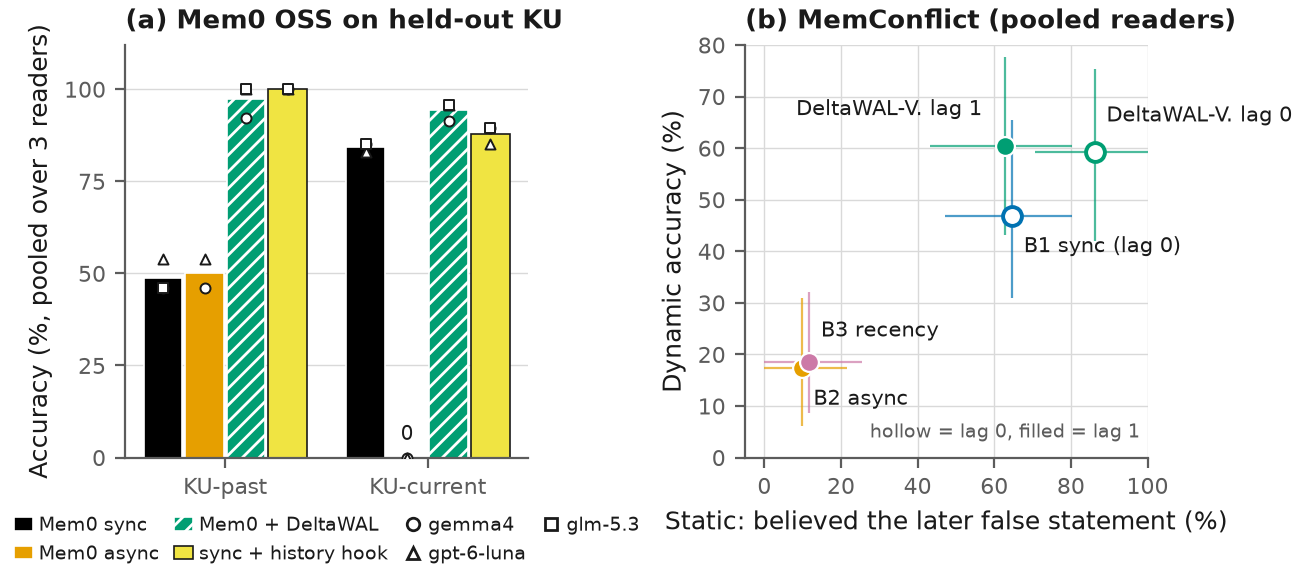 (a) Mem0 OSS on held-out KU
Accuracy (%, pooled over 3 readers)
100
75
50
25
0
0
KU-past
KU-current
Mem0 sync
Mem0 + DeltaWAL
gemma4
glm-5.3
Mem0 async
sync + history hook
gpt-6-luna
(b) MemConflict (pooled readers)
Dynamic accuracy (%)
80
70
60
50
40
30
20
10
0
DeltaWAL-V. lag 1
DeltaWAL-V. lag 0
B1 sync (lag 0)
B3 recency
B2 async
hollow = lag 0, filled = lag 1
0
20
40
60
80
100
Static: believed the later false statement (%)